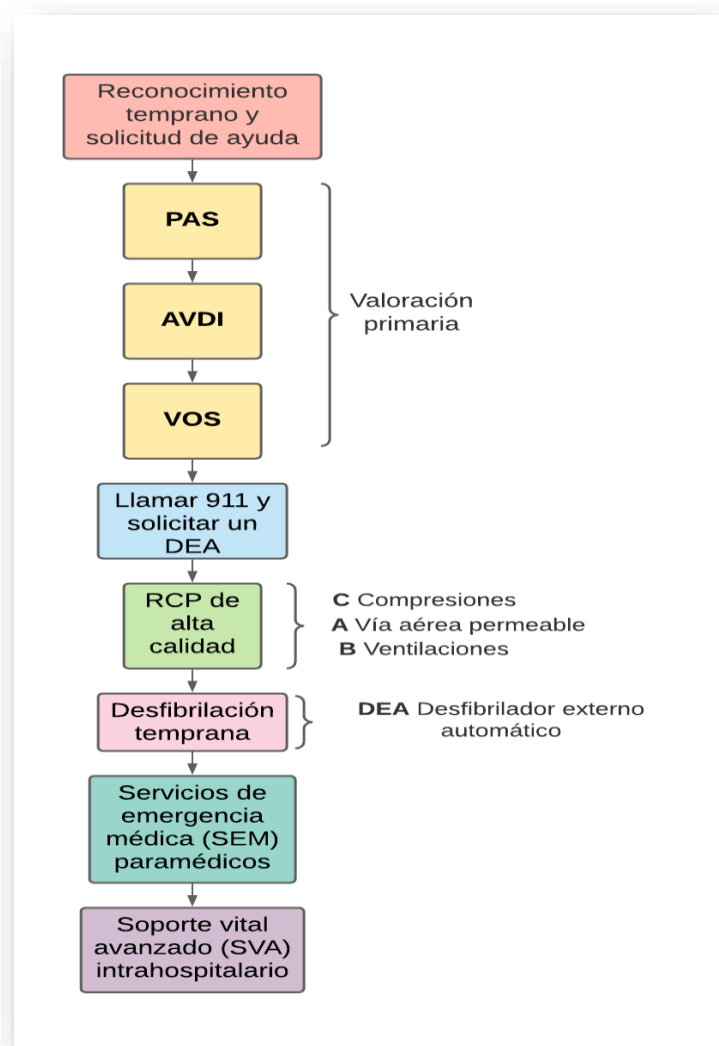 Reconocimiento
temprano y
solicitud de ayuda
PAS
AVDI
VOS
Valoración
primaria
Llamar 911 y
solicitar un
DEA
RCP de
alta
calidad
C Compresiones
A Vía aérea permeable
B Ventilaciones
Desfibrilación
temprana
DEA Desfibrilador externo
automático
Servicios de
emergencia
médica (SEM)
paramédicos
Soporte vital
avanzado (SVA)
intrahospitalario